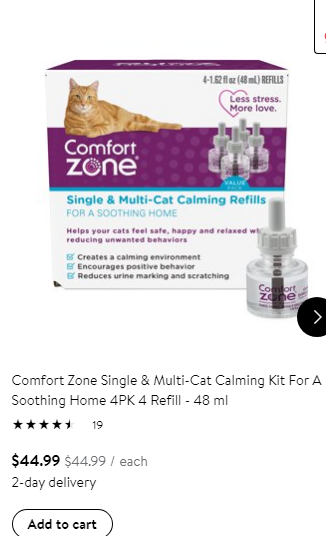 4-1.62 fl oz (48 mL) REFILLS
Less stress.
More love.
Comfort
zone
VALUE
Single & Multi-Cat Calming Refills
FOR A SOOTHING HOME
Helps your cats feel safe, happy and relaxed
reducing unwanted behaviors
Creates a calming environment
Encourages positive behavior
Reduces urine marking and scratching
Comfort
zone
Comfort Zone Single & Multi-Cat Calming Kit For A
Soothing Home 4PK 4 Refill - 48 ml
19
$44.99 $44.99 / each
2-day delivery
Add to cart